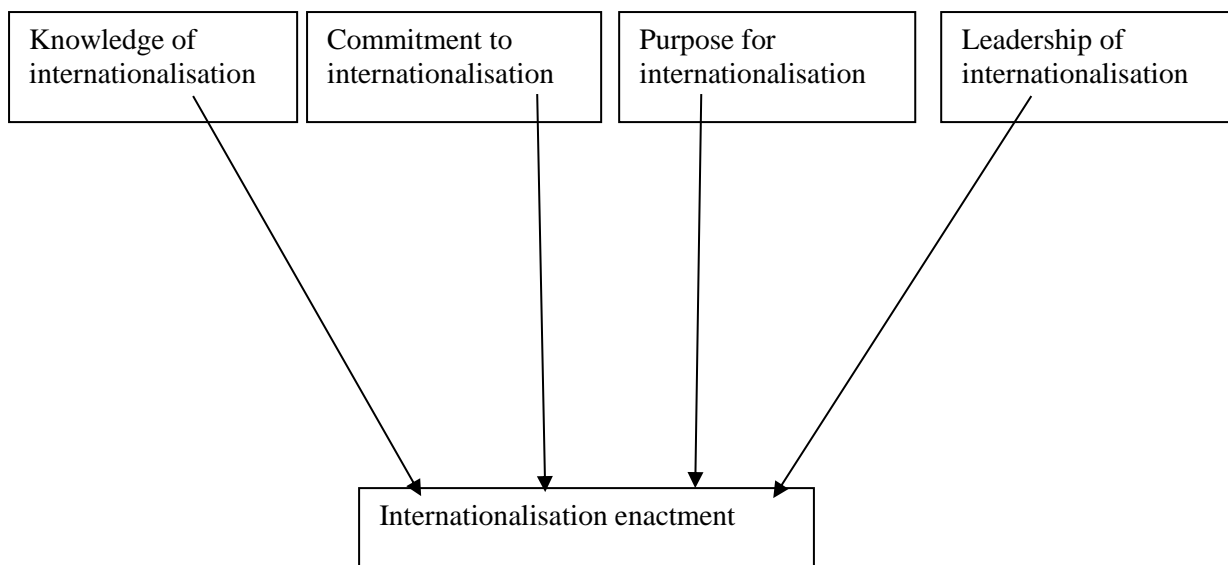 Knowledge of
internationalisation
Commitment to
internationalisation
Purpose for
internationalisation
Leadership of
internationalisation
Internationalisation enactment